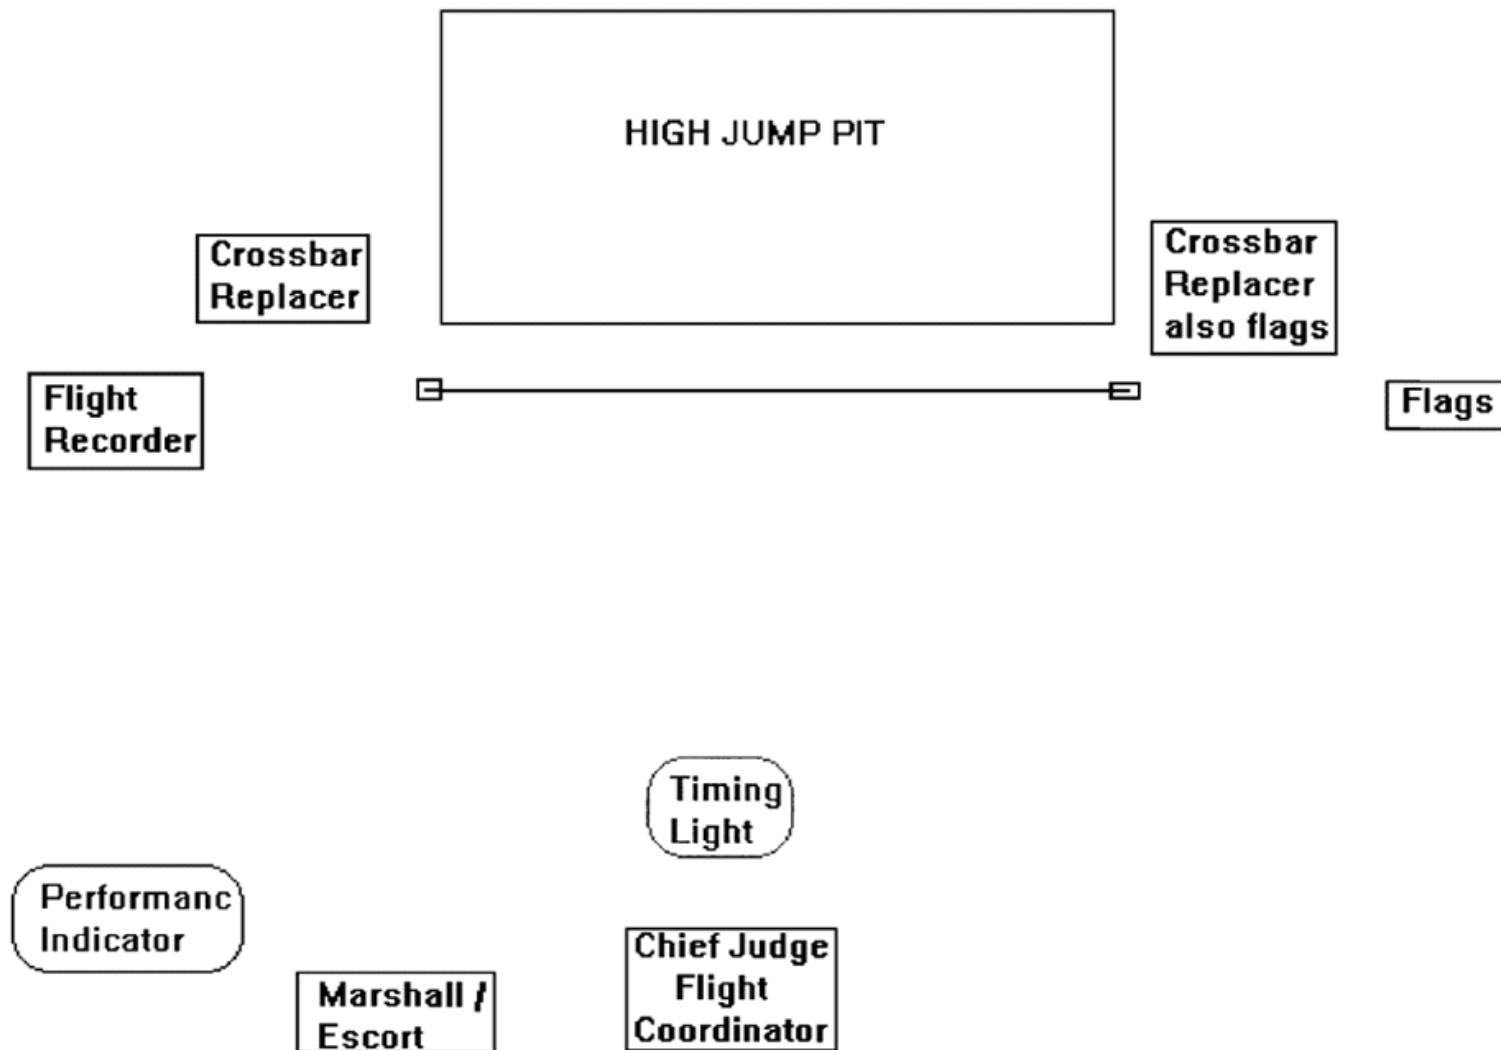 HIGH JUMP PIT
Crossbar
Replacer
Crossbar
Replacer
also flags
Flight
Recorder
Flags
Timing
Light
Performanc
Indicator
Chief Judge
Flight
Coordinator
Marshall /
Escort